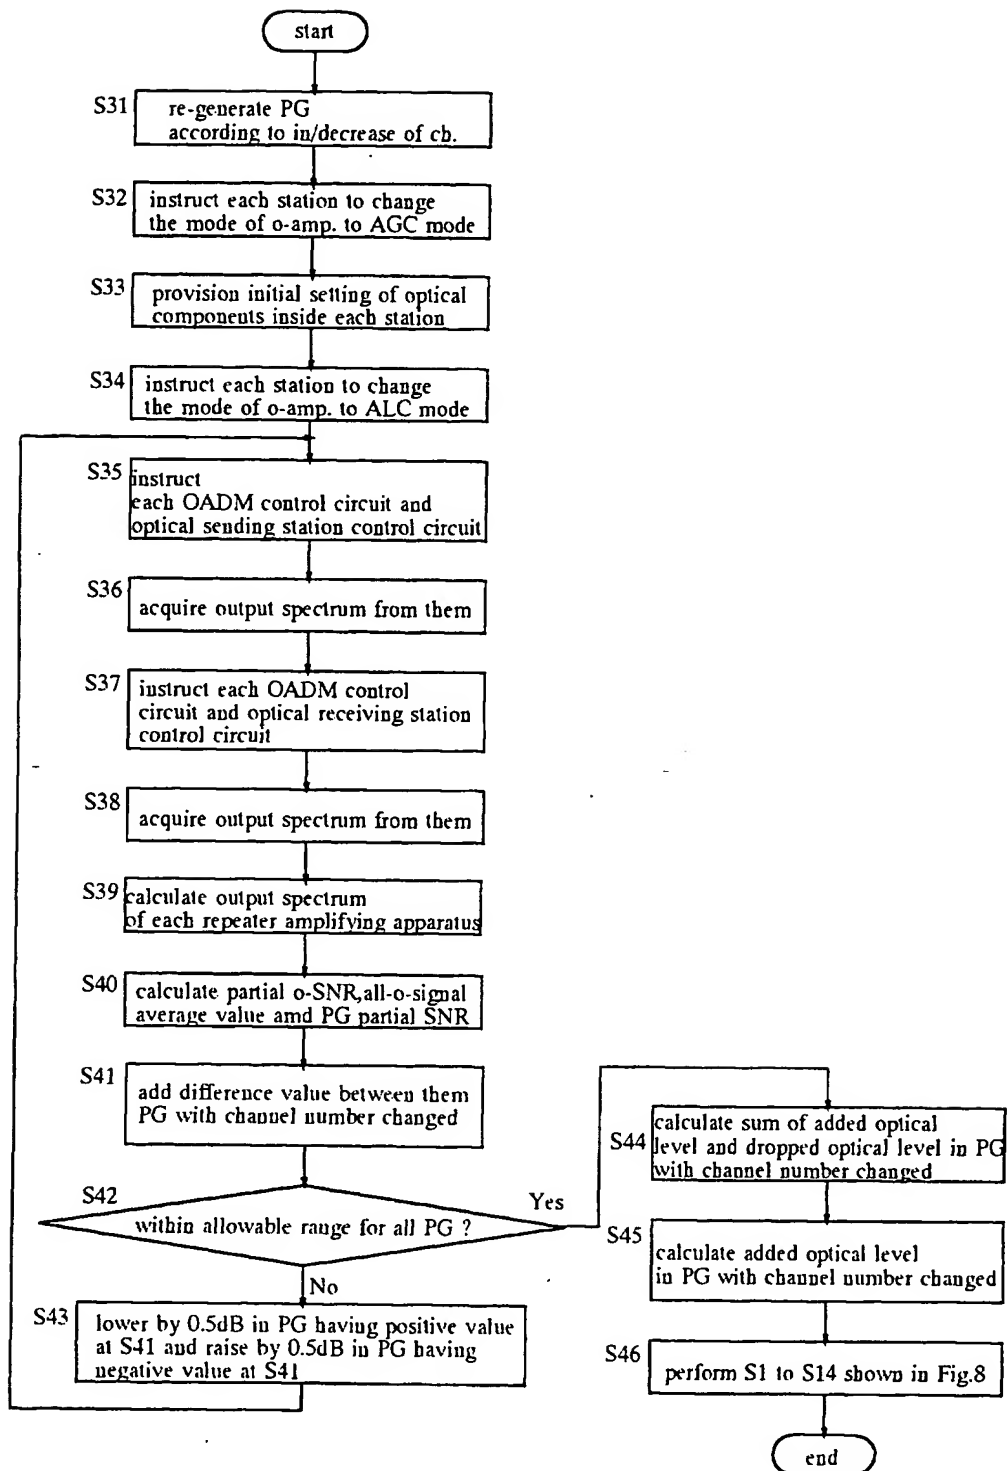 start
S31
re-generate PG
according to in/decrease of ch.
S32
instruct each station to change
the mode of o-amp. to AGC mode
S33
provision initial setting of optical
components inside each station
S34
instruct each station to change
the mode of o-amp. to ALC mode
S35
instruct
each OADM control circuit and
optical sending station control circuit
S36
acquire output spectrum from them
S37
instruct each OADM control
circuit and optical receiving station
control circuit
S38
acquire output spectrum from them
S39
calculate output spectrum
of each repeater amplifying apparatus
S40
calculate partial o-SNR,all-o-signal
average value amd PG partial SNR
S41
add difference value between them
PG with channel number changed
S42
within allowable range for all PG ?
Yes
No
S43
lower by 0.5dB in PG having positive value
at S41 and raise by 0.5dB in PG having
negative value at S41
S44
calculate sum of added optical
level and dropped optical level in PG
with channel number changed
S45
calculate added optical level
in PG with channel number changed
S46
perform S1 to S14 shown in Fig.8
end